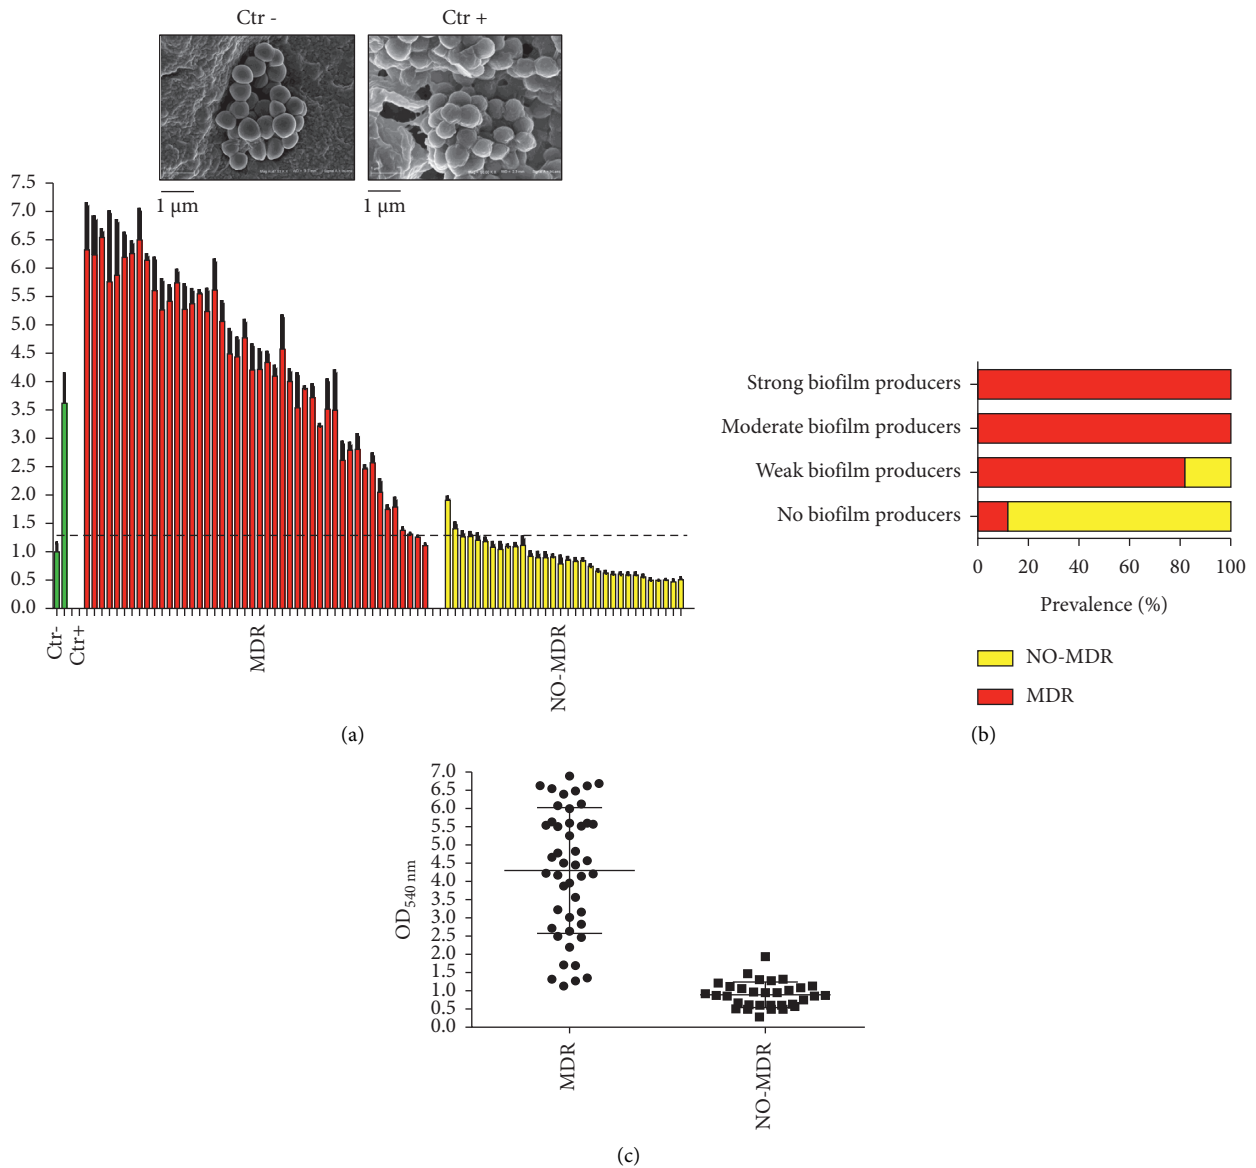 Ctr -
Ctr +
1 µm
1 µm
7.5
7.0
6.5
6.0
5.5
5.0
4.5
4.0
3.5
3.0
2.5
2.0
1.5
1.0
0.5
0.0
Ctr-
Ctr+
MDR
NO-MDR
(a)
Strong biofilm producers
Moderate biofilm producers
Weak biofilm producers
No biofilm producers
0 20 40 60 80 100
Prevalence (%)
NO-MDR
MDR
(b)
OD540 nm
7.0
6.5
6.0
5.5
5.0
4.5
4.0
3.5
3.0
2.5
2.0
1.5
1.0
0.5
0.0
MDR
NO-MDR
(c)